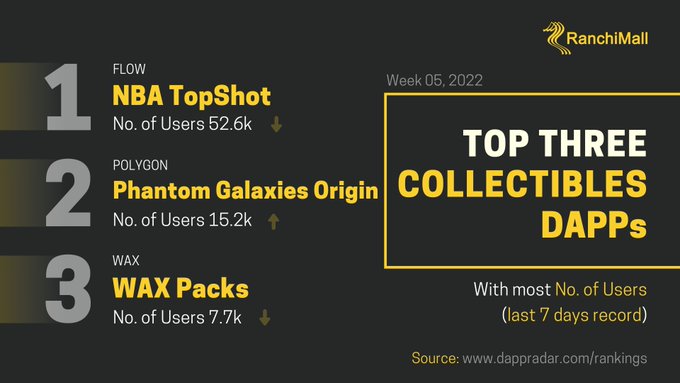 RanchiMall
Week 05, 2022
TOP THREE
COLLECTIBLES
DAPPs
1
FLOW
NBA TopShot
No. of Users 52.6k
2
POLYGON
Phantom Galaxies Origin
No. of Users 15.2k
3
WAX
WAX Packs
No. of Users 7.7k
With most No. of Users
(last 7 days record)
Source: www.dappradar.com/rankings